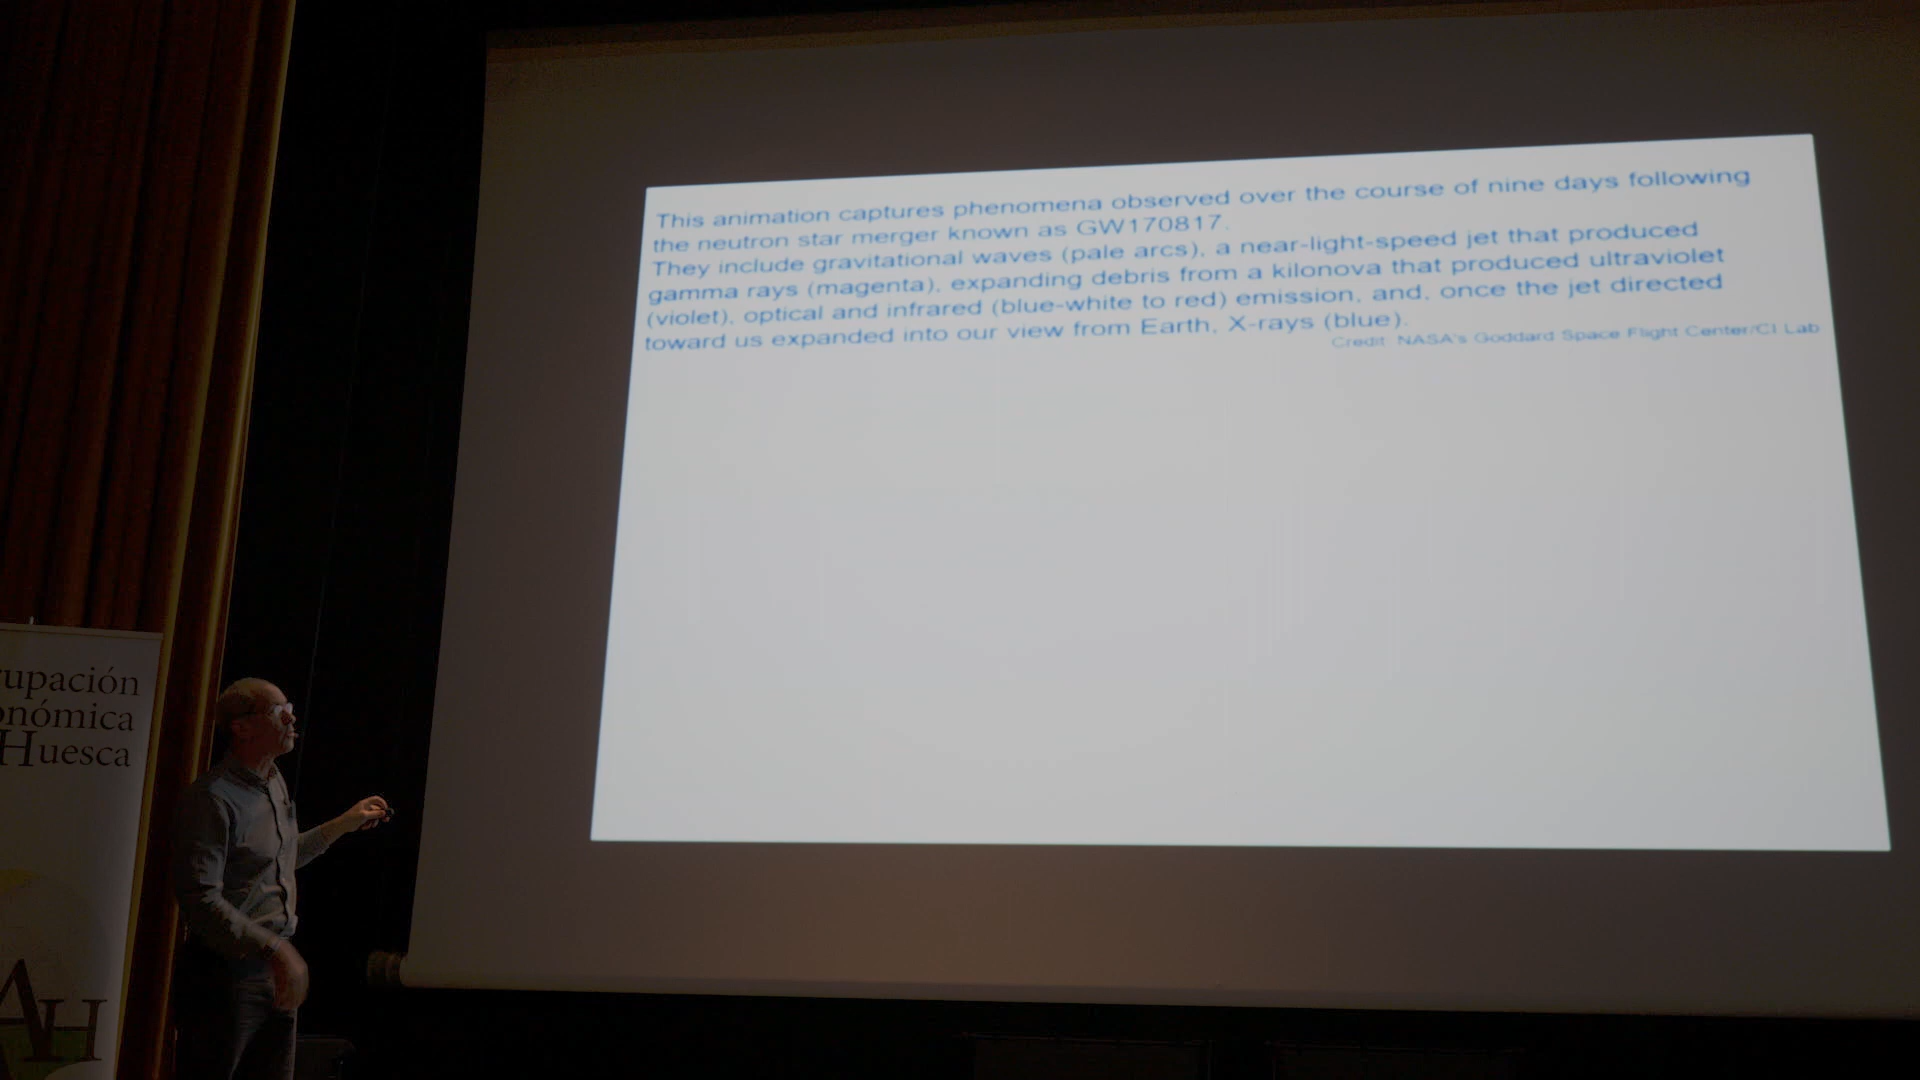 This animation captures phenomena observed over the course of nine days following
the neutron star merger known as GW170817.
They include gravitational waves (pale arcs), a near-light-speed jet that produced
gamma rays (magenta), expanding debris from a kilonova that produced ultraviolet
(violet), optical and infrared (blue-white to red) emission, and, once the jet directed
toward us expanded into our view from Earth, X-rays (blue).
Credit: NASA's Goddard Space Flight Center/CI Lab
upación
onómica
Huesca
AH